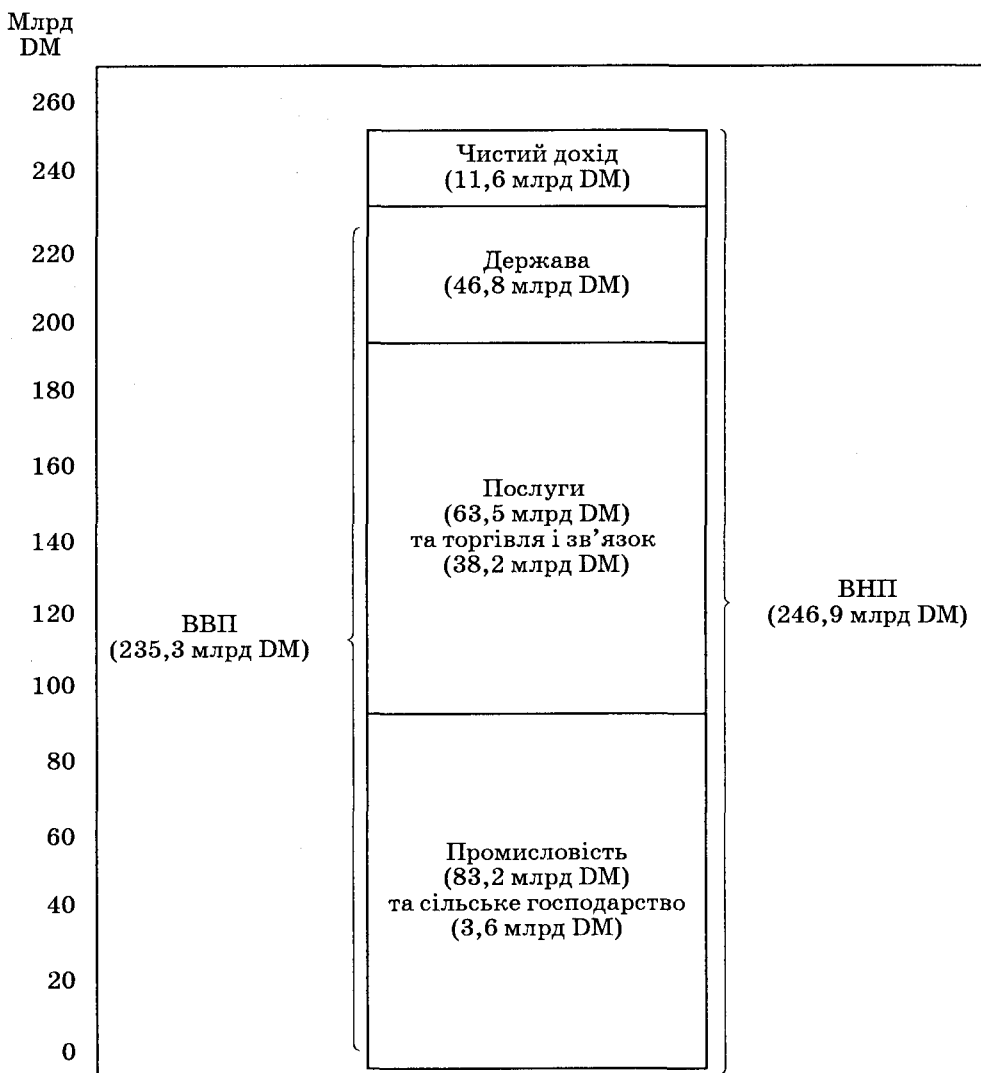 Млрд
DM
260
240
220
200
180
160
140
120
100
80
60
40
20
0
ВВП
(235,3 млрд DM)
Чистий дохід
(11,6 млрд DM)
Держава
(46,8 млрд DM)
Послуги
(63,5 млрд DM)
та торгівля і зв’язок
(38,2 млрд DM)
Промисловість
(83,2 млрд DM)
та сільське господарство
(3,6 млрд DM)
ВНП
(246,9 млрд DM)